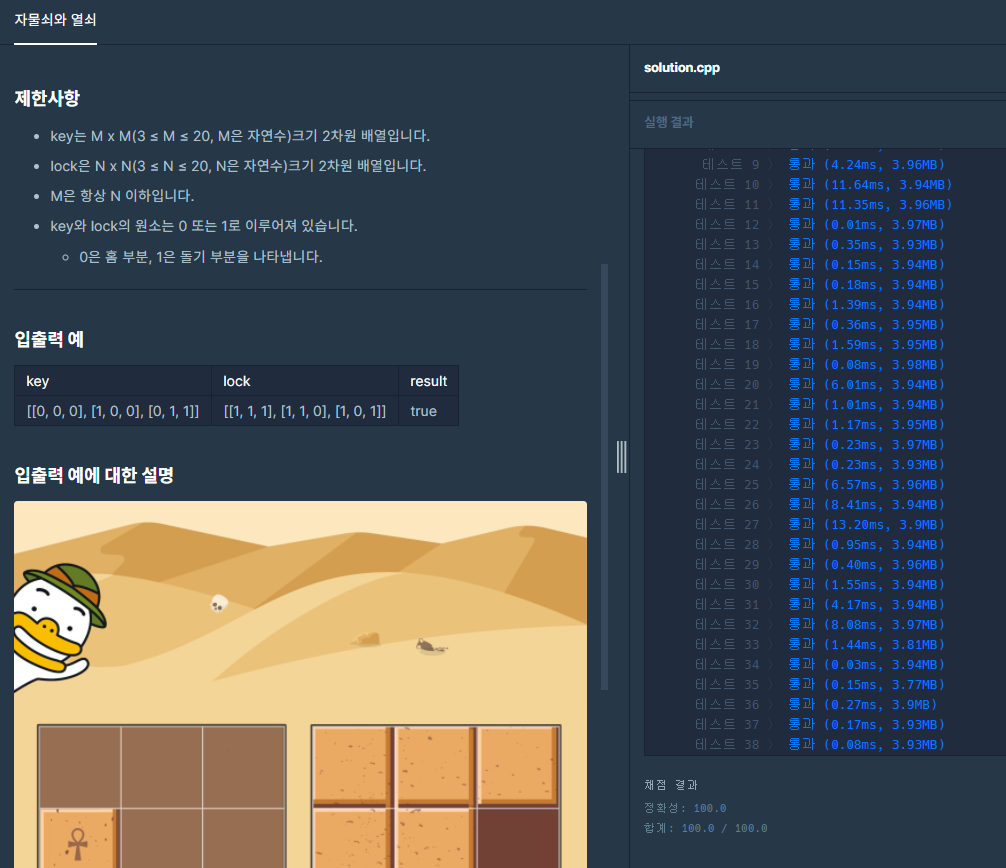 자물쇠와 열쇠
제한사항
key는 M x M(3 ≤ M ≤ 20, M은 자연수)크기 2차원 배열입니다.
lock은 N x N(3 ≤ N ≤ 20, N은 자연수)크기 2차원 배열입니다.
M은 항상 N 이하입니다.
key와 lock의 원소는 0 또는 1로 이루어져 있습니다.
0은 홈 부분, 1은 돌기 부분을 나타냅니다.
입출력 예
key lock result
[[0, 0, 0], [1, 0, 0], [0, 1, 1]] [[1, 1, 1], [1, 1, 0], [1, 0, 1]] true
입출력 예에 대한 설명
solution.cpp
실행 결과
테스트 9 〉 통과 (4.24ms, 3.96MB)
테스트 10 〉 통과 (11.64ms, 3.94MB)
테스트 11 〉 통과 (11.35ms, 3.96MB)
테스트 12 〉 통과 (0.01ms, 3.97MB)
테스트 13 〉 통과 (0.35ms, 3.93MB)
테스트 14 〉 통과 (0.15ms, 3.94MB)
테스트 15 〉 통과 (0.18ms, 3.94MB)
테스트 16 〉 통과 (1.39ms, 3.94MB)
테스트 17 〉 통과 (0.36ms, 3.95MB)
테스트 18 〉 통과 (1.59ms, 3.95MB)
테스트 19 〉 통과 (0.08ms, 3.98MB)
테스트 20 〉 통과 (6.01ms, 3.94MB)
테스트 21 〉 통과 (1.01ms, 3.94MB)
테스트 22 〉 통과 (1.17ms, 3.95MB)
테스트 23 〉 통과 (0.23ms, 3.97MB)
테스트 24 〉 통과 (0.23ms, 3.93MB)
테스트 25 〉 통과 (6.57ms, 3.96MB)
테스트 26 〉 통과 (8.41ms, 3.94MB)
테스트 27 〉 통과 (13.20ms, 3.9MB)
테스트 28 〉 통과 (0.95ms, 3.94MB)
테스트 29 〉 통과 (0.40ms, 3.96MB)
테스트 30 〉 통과 (1.55ms, 3.94MB)
테스트 31 〉 통과 (4.17ms, 3.94MB)
테스트 32 〉 통과 (8.08ms, 3.97MB)
테스트 33 〉 통과 (1.44ms, 3.81MB)
테스트 34 〉 통과 (0.03ms, 3.94MB)
테스트 35 〉 통과 (0.15ms, 3.77MB)
테스트 36 〉 통과 (0.27ms, 3.9MB)
테스트 37 〉 통과 (0.17ms, 3.93MB)
테스트 38 〉 통과 (0.08ms, 3.93MB)
채점 결과
정확성: 100.0
합계: 100.0 / 100.0